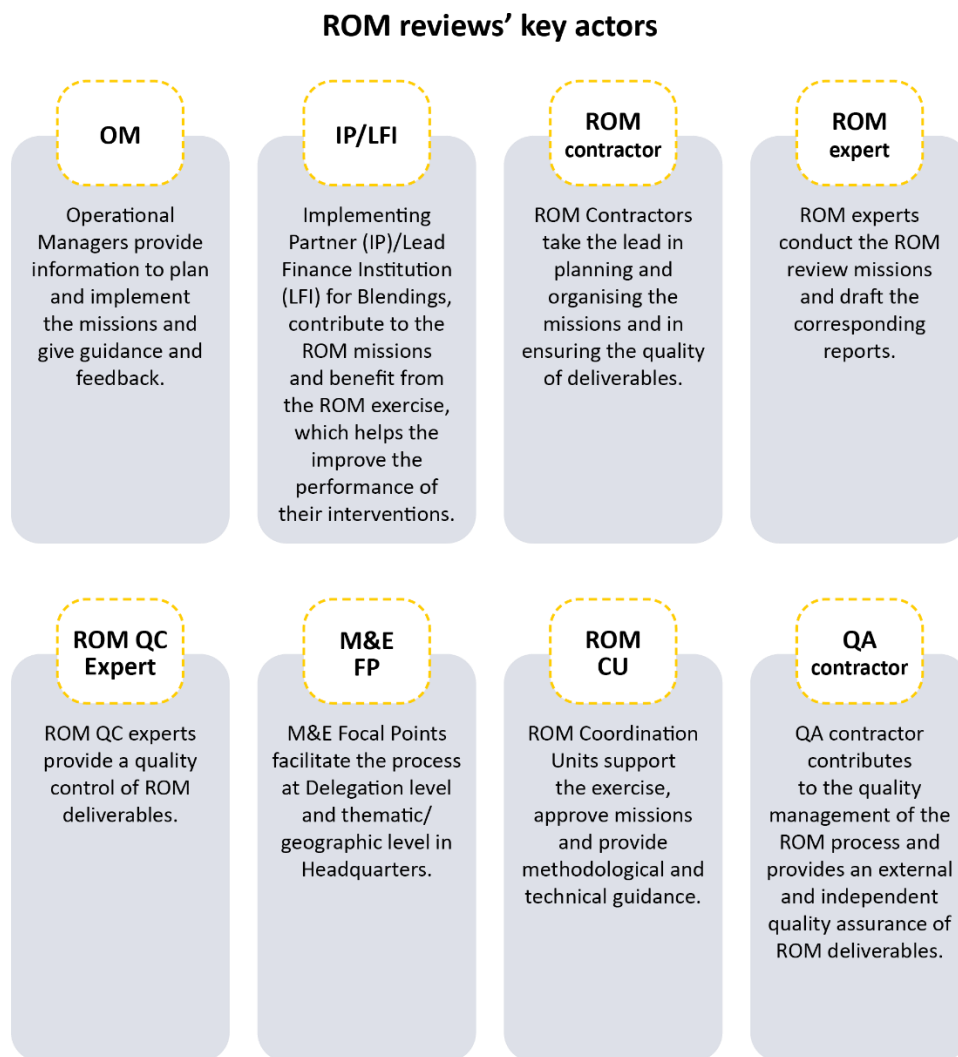 ROM reviews’ key actors
OM
Operational
Managers provide
information to plan
and implement
the missions and
give guidance and
feedback.
IP/LFI
Implementing
Partner (IP)/Lead
Finance Institution
(LFI) for Blendings,
contribute to the
ROM missions
and benefit from
the ROM exercise,
which helps the
improve the
performance of
their interventions.
ROM
contractor
ROM Contractors
take the lead in
planning and
organising the
missions and in
ensuring the quality
of deliverables.
ROM
expert
ROM experts
conduct the ROM
review missions
and draft the
corresponding
reports.
ROM QC
Expert
ROM QC experts
provide a quality
control of ROM
deliverables.
M&E
FP
M&E Focal Points
facilitate the process
at Delegation level
and thematic/
geographic level in
Headquarters.
ROM
CU
ROM Coordination
Units support
the exercise,
approve missions
and provide
methodological and
technical guidance.
QA
contractor
QA contractor
contributes
to the quality
management of the
ROM process and
provides an external
and independent
quality assurance of
ROM deliverables.